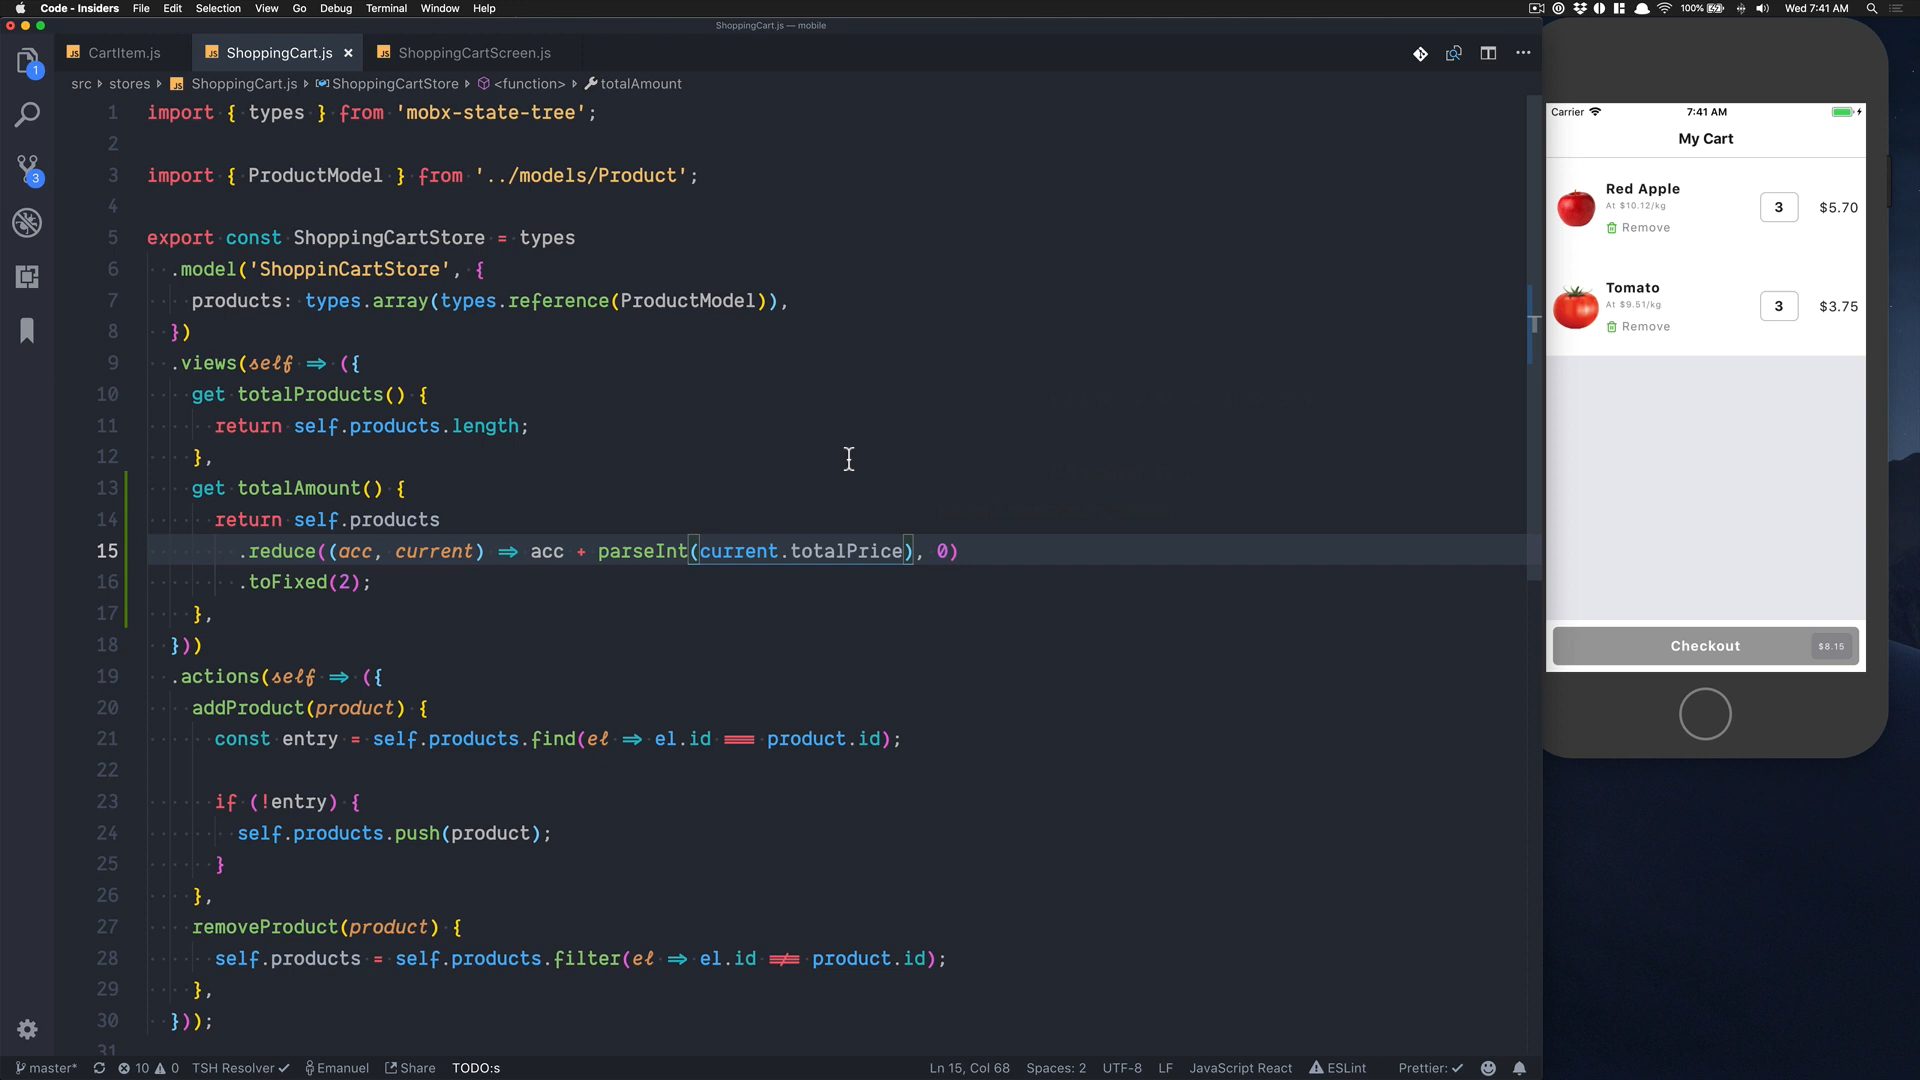 Code - Insiders File Edit Selection View Go Debug Terminal Window Help 100% Wed 7:41 AM
ShoppingCart.js — mobile
CartItem.js ShoppingCart.js ShoppingCartScreen.js
src stores ShoppingCart.js ShoppingCartStore <function> totalAmount
1 import { types } from 'mobx-state-tree';
2
3 import { ProductModel } from '../models/Product';
4
5 export const ShoppingCartStore = types
6 .model('ShoppinCartStore', {
7 products: types.array(types.reference(ProductModel)),
8 })
9 .views(self => ({
10 get totalProducts() {
11 return self.products.length;
12 },
13 get totalAmount() {
14 return self.products
15 .reduce((acc, current) => acc + parseInt(current.totalPrice), 0)
16 .toFixed(2);
17 },
18 }))
19 .actions(self => ({
20 addProduct(product) {
21 const entry = self.products.find(el => el.id === product.id);
22
23 if (!entry) {
24 self.products.push(product);
25 }
26 },
27 removeProduct(product) {
28 self.products = self.products.filter(el => el.id !== product.id);
29 },
30 }));
31
1
3
master* 10 0 TSH Resolver Emanuel Share TODO:s Ln 15, Col 68 Spaces: 2 UTF-8 LF JavaScript React ESLint Prettier:
Carrier 7:41 AM
My Cart
Red Apple
At $10.12/kg
Remove
3 $5.70
Tomato
At $9.51/kg
Remove
3 $3.75
Checkout $8.15